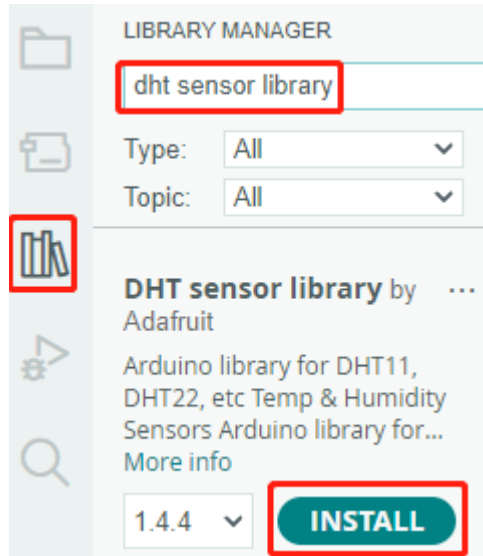 LIBRARY MANAGER
dht sensor library
Type: All
Topic: All
DHT sensor library by ...
Adafruit
Arduino library for DHT11,
DHT22, etc Temp & Humidity
Sensors Arduino library for...
More info
1.4.4 INSTALL